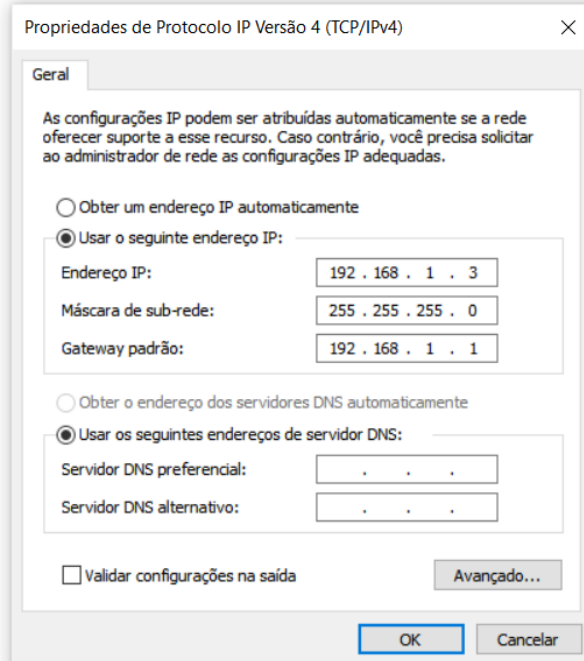 Propriedades de Protocolo IP Versão 4 (TCP/IPv4)
Geral
As configurações IP podem ser atribuídas automaticamente se a rede
oferecer suporte a esse recurso. Caso contrário, você precisa solicitar
ao administrador de rede as configurações IP adequadas.
Obter um endereço IP automaticamente
Usar o seguinte endereço IP:
Endereço IP: 192 . 168 . 1 . 3
Máscara de sub-rede: 255 . 255 . 255 . 0
Gateway padrão: 192 . 168 . 1 . 1
Obter o endereço dos servidores DNS automaticamente
Usar os seguintes endereços de servidor DNS:
Servidor DNS preferencial: . . .
Servidor DNS alternativo: . . .
Validar configurações na saída Avançado...
OK Cancelar